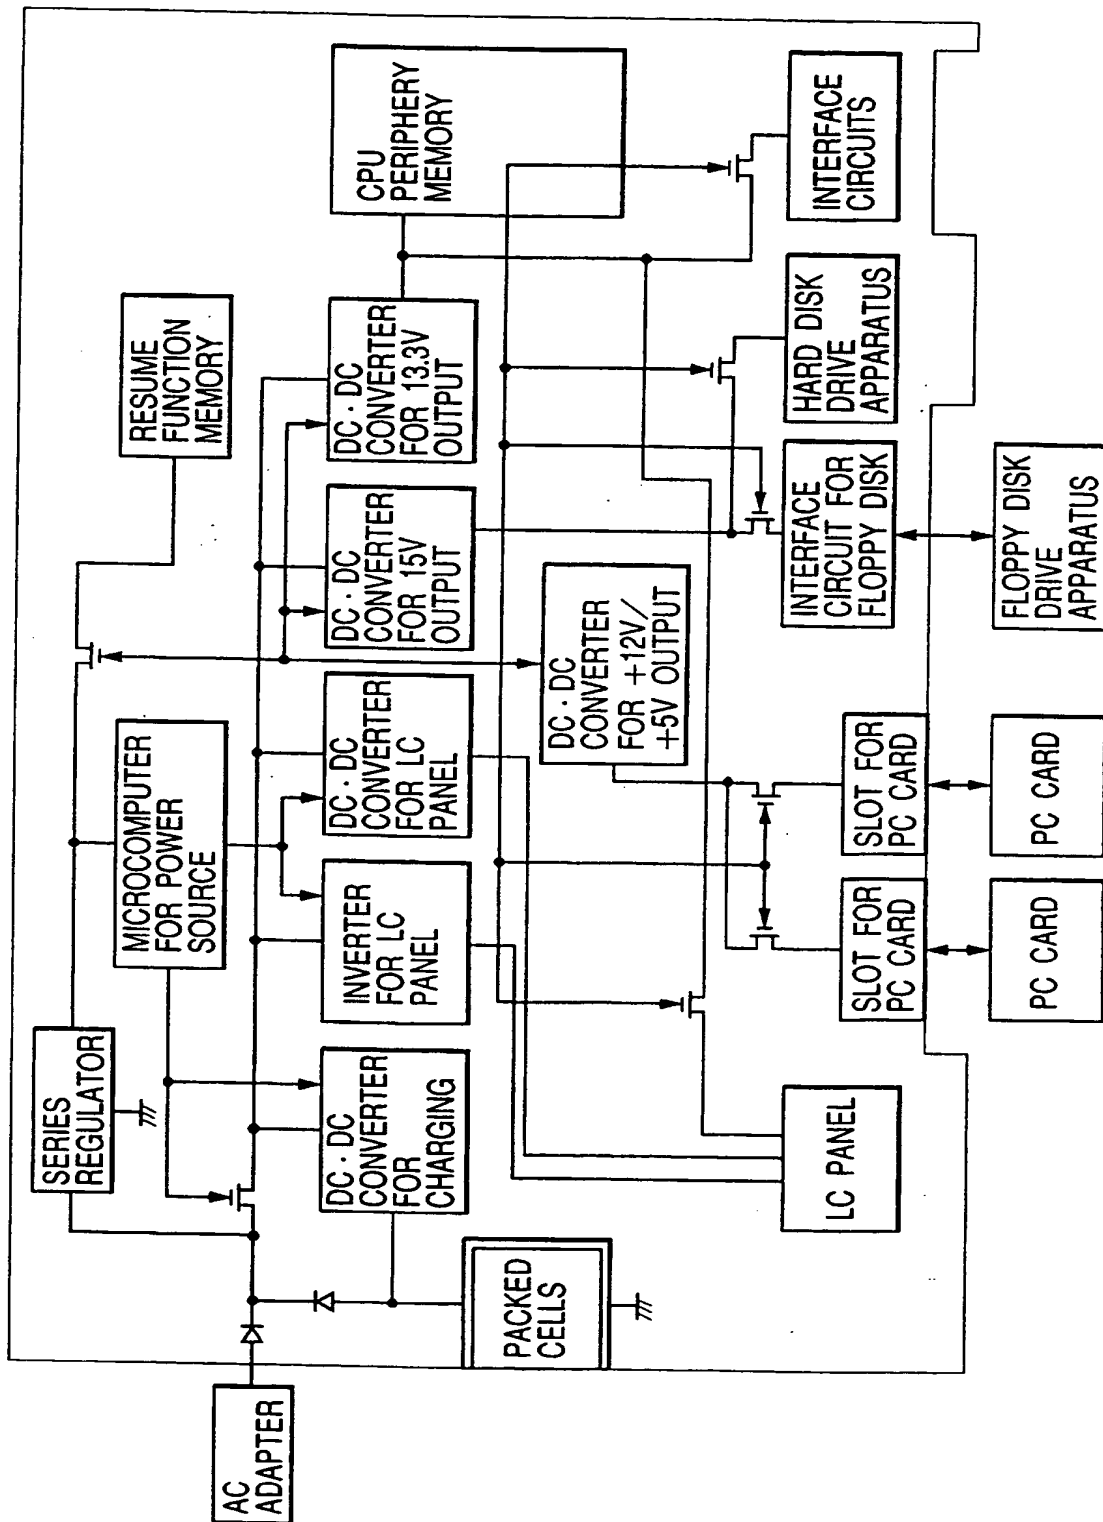 AC
ADAPTER
SERIES
REGULATOR
MICROCOMPUTER
FOR POWER
SOURCE
RESUME
FUNCTION
MEMORY
DC · DC
CONVERTER
FOR
CHARGING
INVERTER
FOR LC
PANEL
DC · DC
CONVERTER
FOR LC
PANEL
DC · DC
CONVERTER
FOR 15V
OUTPUT
DC · DC
CONVERTER
FOR 13.3V
OUTPUT
CPU
PERIPHERY
MEMORY
PACKED
CELLS
DC · DC
CONVERTER
FOR +12V/
+5V OUTPUT
LC PANEL
SLOT FOR
PC CARD
SLOT FOR
PC CARD
INTERFACE
CIRCUIT FOR
FLOPPY DISK
HARD DISK
DRIVE
APPARATUS
INTERFACE
CIRCUITS
PC CARD
PC CARD
FLOPPY DISK
DRIVE
APPARATUS